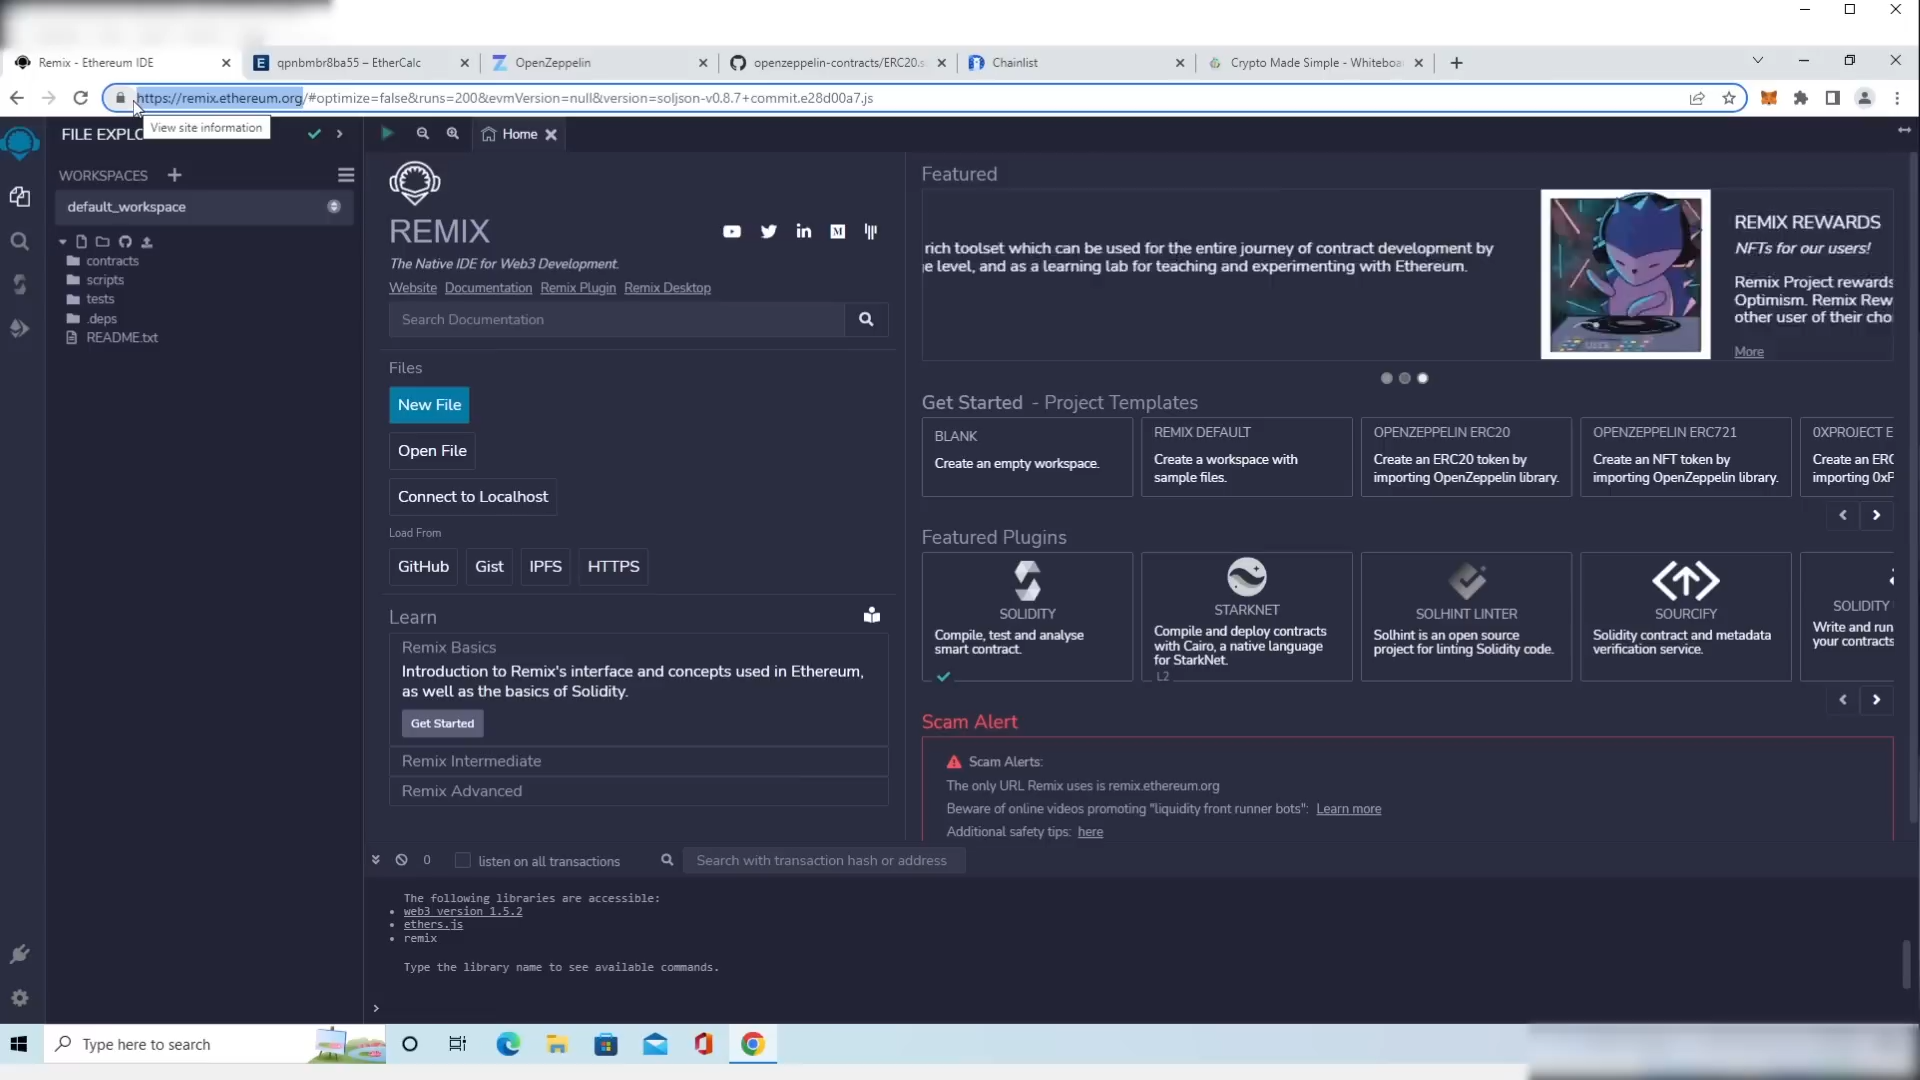 Remix - Ethereum IDE
qpnbmbr8ba55 – EtherCalc
OpenZeppelin
openzeppelin-contracts/ERC20.s
Chainlist
Crypto Made Simple - Whiteboa
https://remix.ethereum.org/#optimize=false&runs=200&evmVersion=null&version=soljson-v0.8.7+commit.e28d00a7.js
View site information
FILE EXPLO
Home
WORKSPACES
default_workspace
contracts
scripts
tests
.deps
README.txt
REMIX
The Native IDE for Web3 Development.
Website Documentation Remix Plugin Remix Desktop
Search Documentation
Files
New File
Open File
Connect to Localhost
Load From
GitHub Gist IPFS HTTPS
Learn
Remix Basics
Introduction to Remix's interface and concepts used in Ethereum,
as well as the basics of Solidity.
Get Started
Remix Intermediate
Remix Advanced
Featured
rich toolset which can be used for the entire journey of contract development by
e level, and as a learning lab for teaching and experimenting with Ethereum.
REMIX REWARDS
NFTs for our users!
Remix Project rewards
Optimism. Remix Rew
other user of their cho
More
Get Started - Project Templates
BLANK
Create an empty workspace.
REMIX DEFAULT
Create a workspace with
sample files.
OPENZEPPELIN ERC20
Create an ERC20 token by
importing OpenZeppelin library.
OPENZEPPELIN ERC721
Create an NFT token by
importing OpenZeppelin library.
0XPROJECT E
Create an ERC
importing 0xP
Featured Plugins
SOLIDITY
Compile, test and analyse
smart contract.
STARKNET
Compile and deploy contracts
with Cairo, a native language
for StarkNet.
L2
SOLHINT LINTER
Solhint is an open source
project for linting Solidity code.
SOURCIFY
Solidity contract and metadata
verification service.
SOLIDITY
Write and run
your contracts
Scam Alert
Scam Alerts:
The only URL Remix uses is remix.ethereum.org
Beware of online videos promoting "liquidity front runner bots": Learn more
Additional safety tips: here
0
listen on all transactions
Search with transaction hash or address
The following libraries are accessible:
• web3 version 1.5.2
• ethers.js
• remix
Type the library name to see available commands.
>
Type here to search